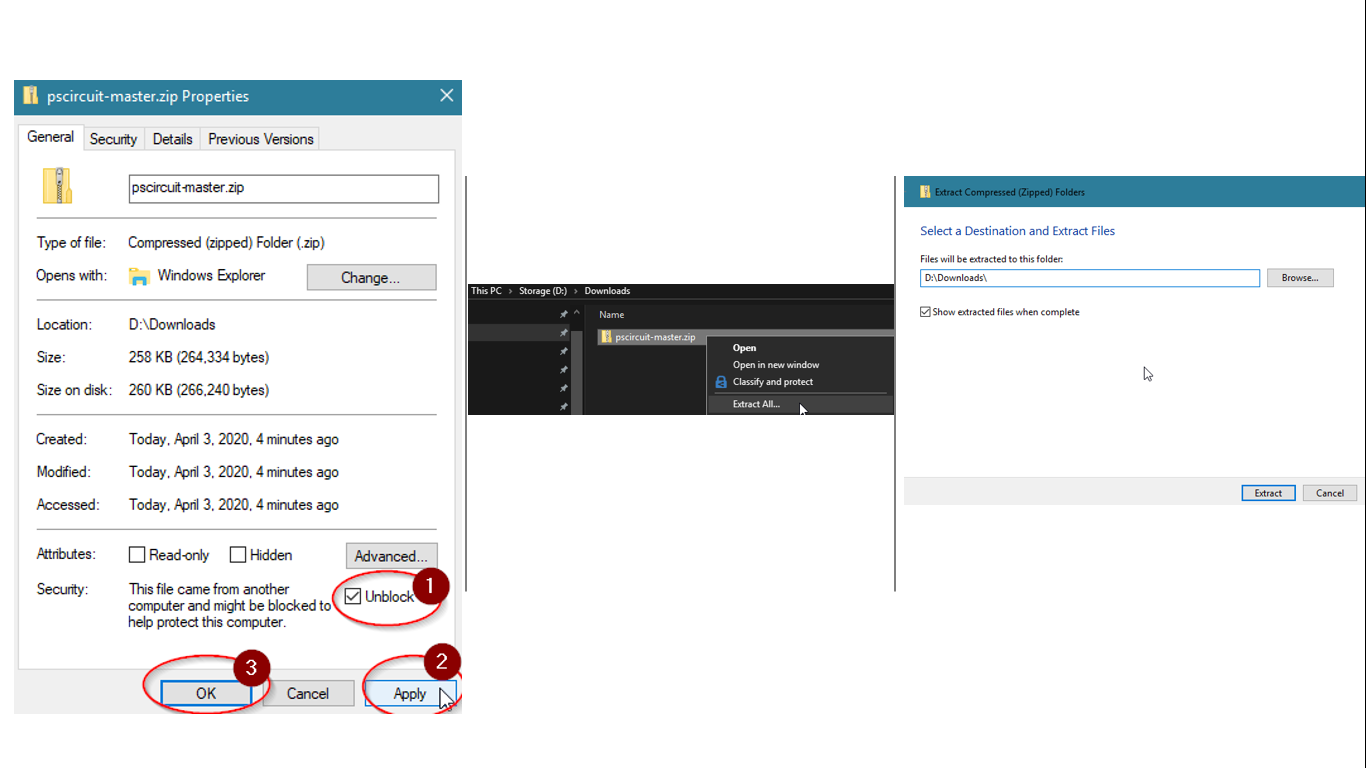 pscircuit-master.zip Properties
General Security Details Previous Versions
pscircuit-master.zip
Type of file: Compressed (zipped) Folder (.zip)
Opens with: Windows Explorer Change...
Location: D:\Downloads
Size: 258 KB (264,334 bytes)
Size on disk: 260 KB (266,240 bytes)
Created: Today, April 3, 2020, 4 minutes ago
Modified: Today, April 3, 2020, 4 minutes ago
Accessed: Today, April 3, 2020, 4 minutes ago
Attributes: Read-only Hidden Advanced...
Security: This file came from another
computer and might be blocked to
help protect this computer.
Unblock 1
3 2
OK Cancel Apply
This PC > Storage (D:) > Downloads
Name
pscircuit-master.zip
Open
Open in new window
Classify and protect
Extract All...
Extract Compressed (Zipped) Folders
Select a Destination and Extract Files
Files will be extracted to this folder:
D:\Downloads\ Browse...
Show extracted files when complete
Extract Cancel